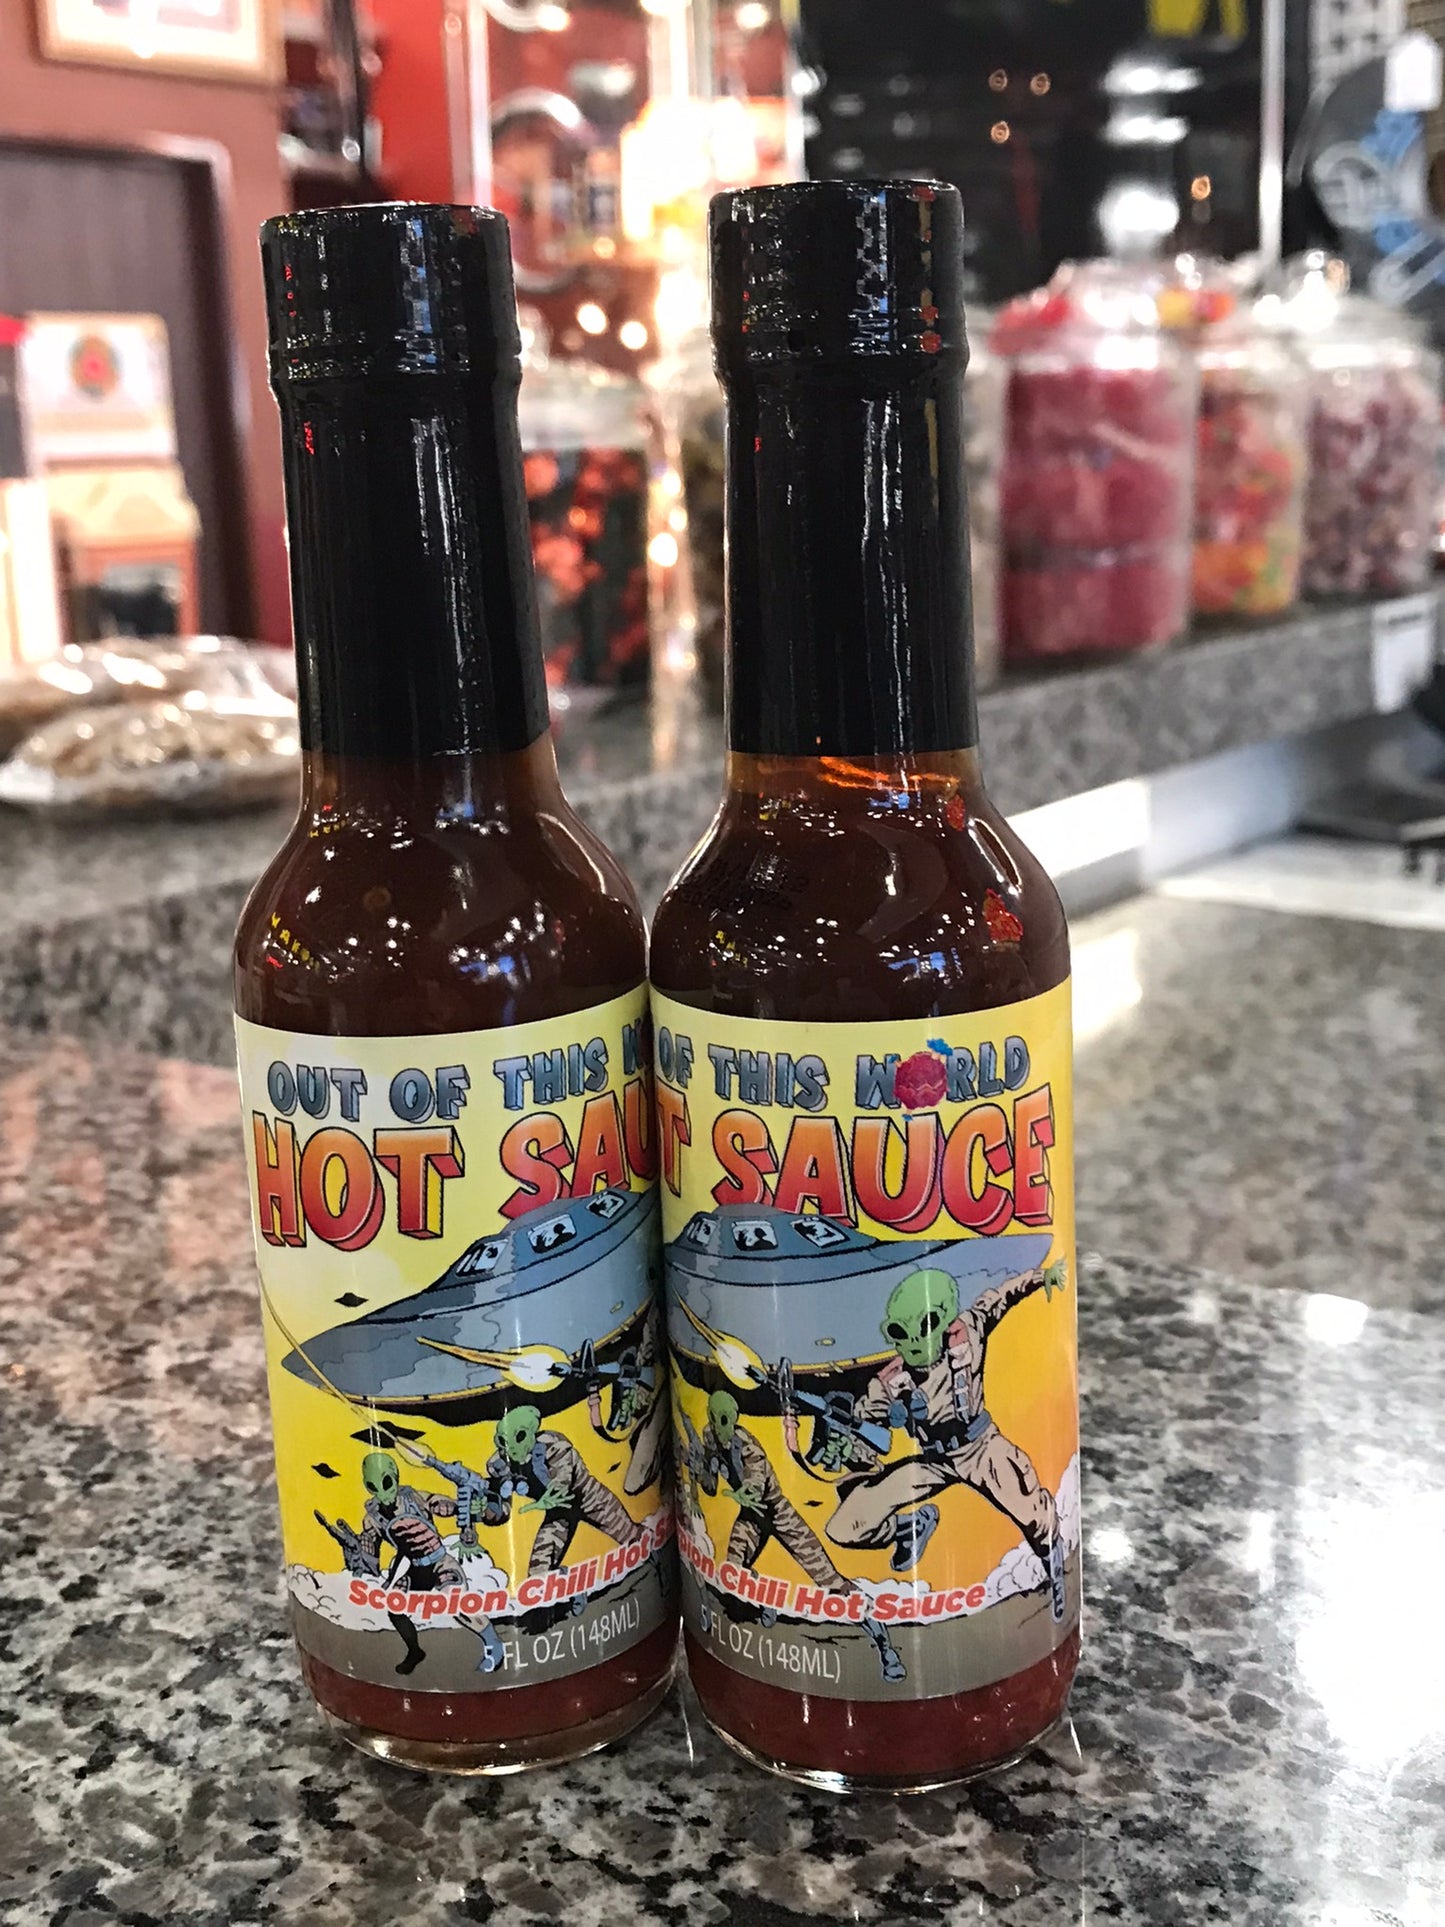 OUT OF THIS W
HOT SAU
Scorpion Chili Hot S
5 FL OZ (148ML)
OF THIS WORLD
T SAUCE
pion Chili Hot Sauce
5 FL OZ (148ML)